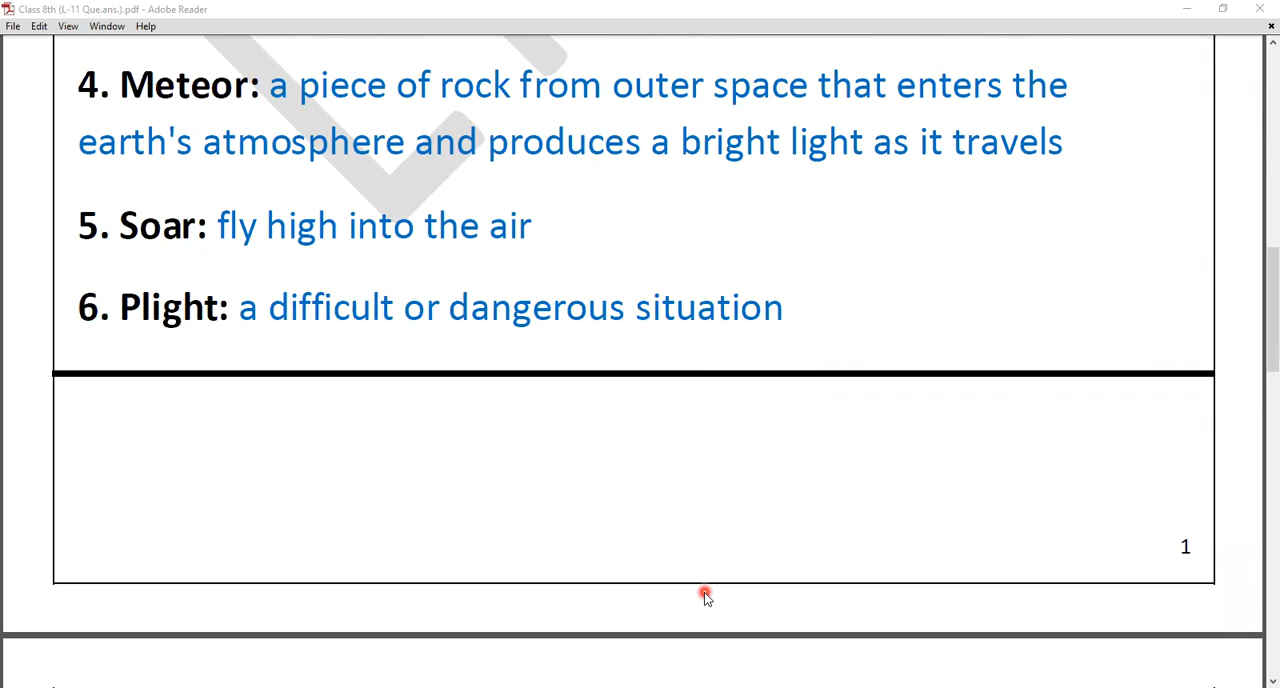 Class 8th (L-11 Que.ans.).pdf - Adobe Reader
File Edit View Window Help
4. Meteor: a piece of rock from outer space that enters the
earth's atmosphere and produces a bright light as it travels
5. Soar: fly high into the air
6. Plight: a difficult or dangerous situation
1